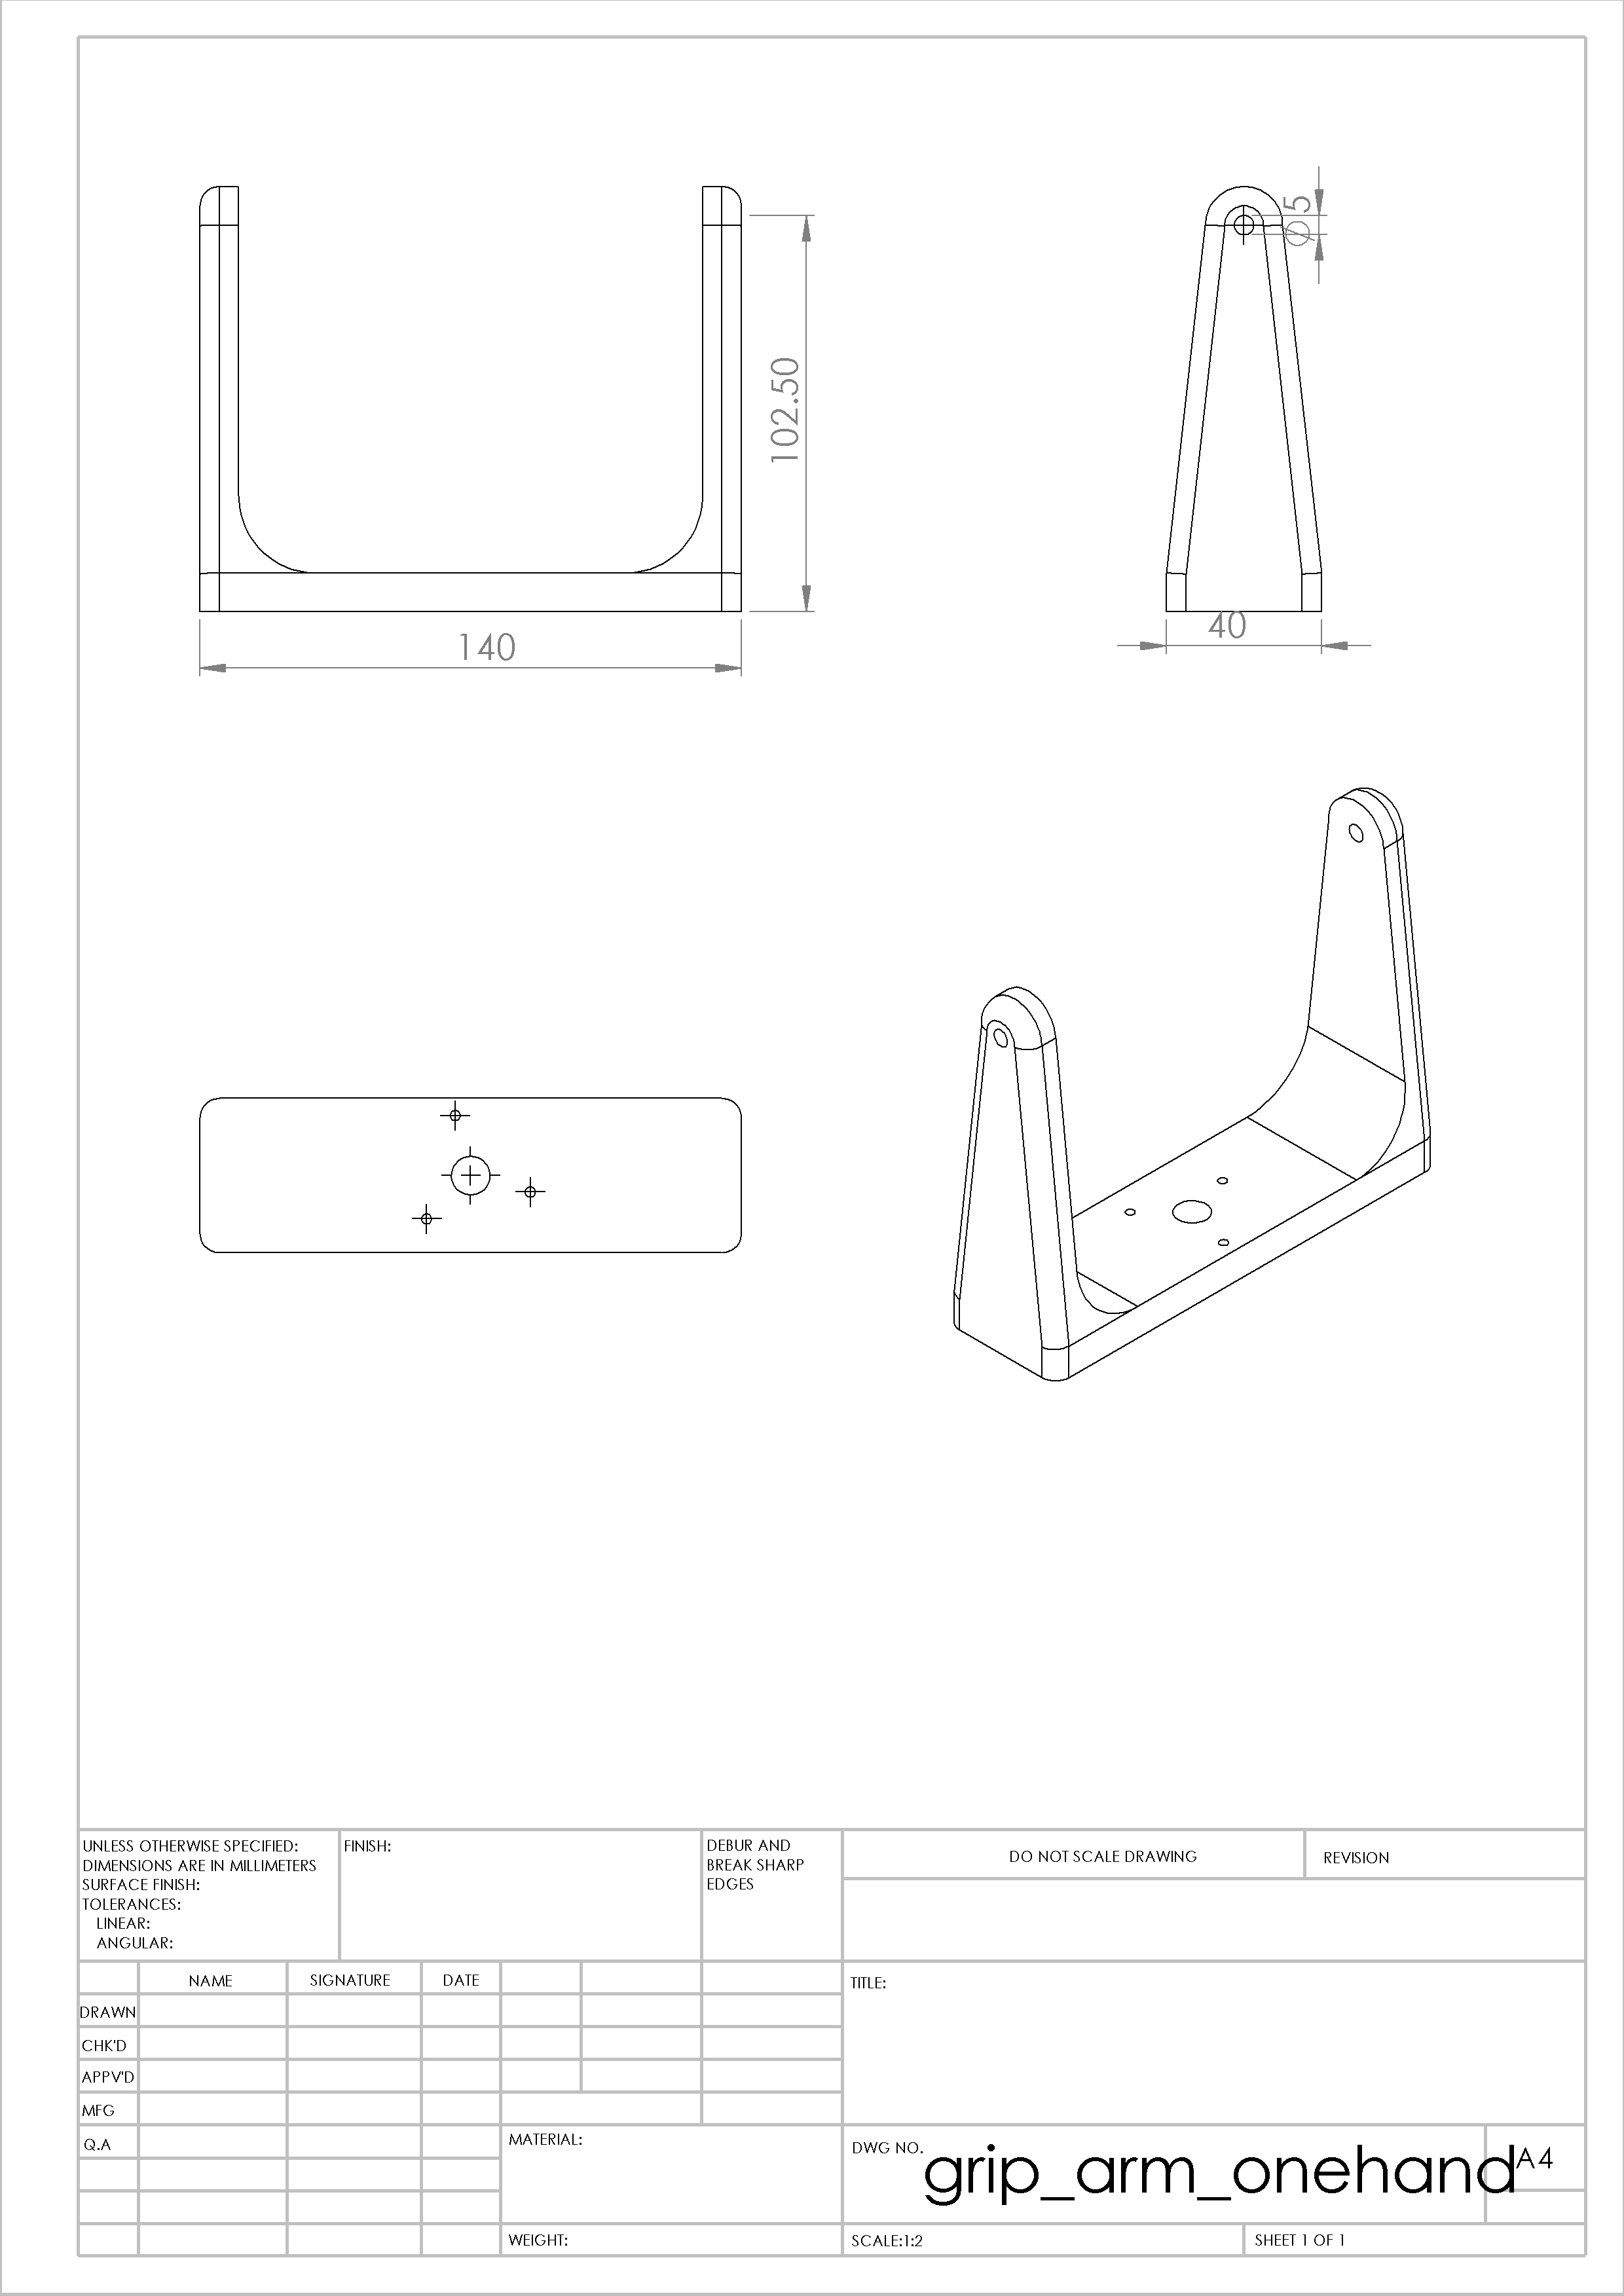 ⌀5
102.50
140
40
UNLESS OTHERWISE SPECIFIED:
DIMENSIONS ARE IN MILLIMETERS
SURFACE FINISH:
TOLERANCES:
LINEAR:
ANGULAR:
FINISH:
DEBUR AND
BREAK SHARP
EDGES
DO NOT SCALE DRAWING
REVISION
NAME
SIGNATURE
DATE
TITLE:
DRAWN
CHK'D
APPV'D
MFG
Q.A
MATERIAL:
DWG NO.
grip_arm_onehand
A4
WEIGHT:
SCALE:1:2
SHEET 1 OF 1